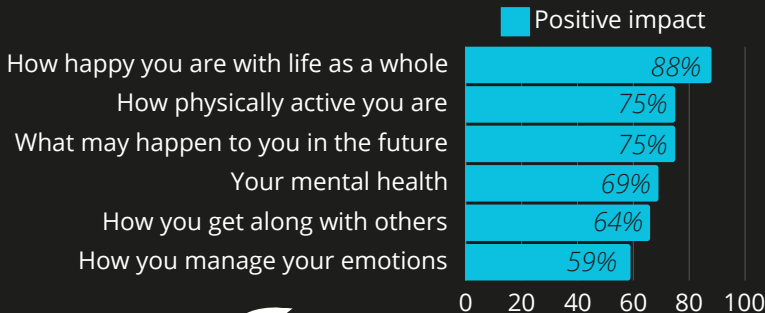 Positive impact
How happy you are with life as a whole 88%
How physically active you are 75%
What may happen to you in the future 75%
Your mental health 69%
How you get along with others 64%
How you manage your emotions 59%
0 20 40 60 80 100